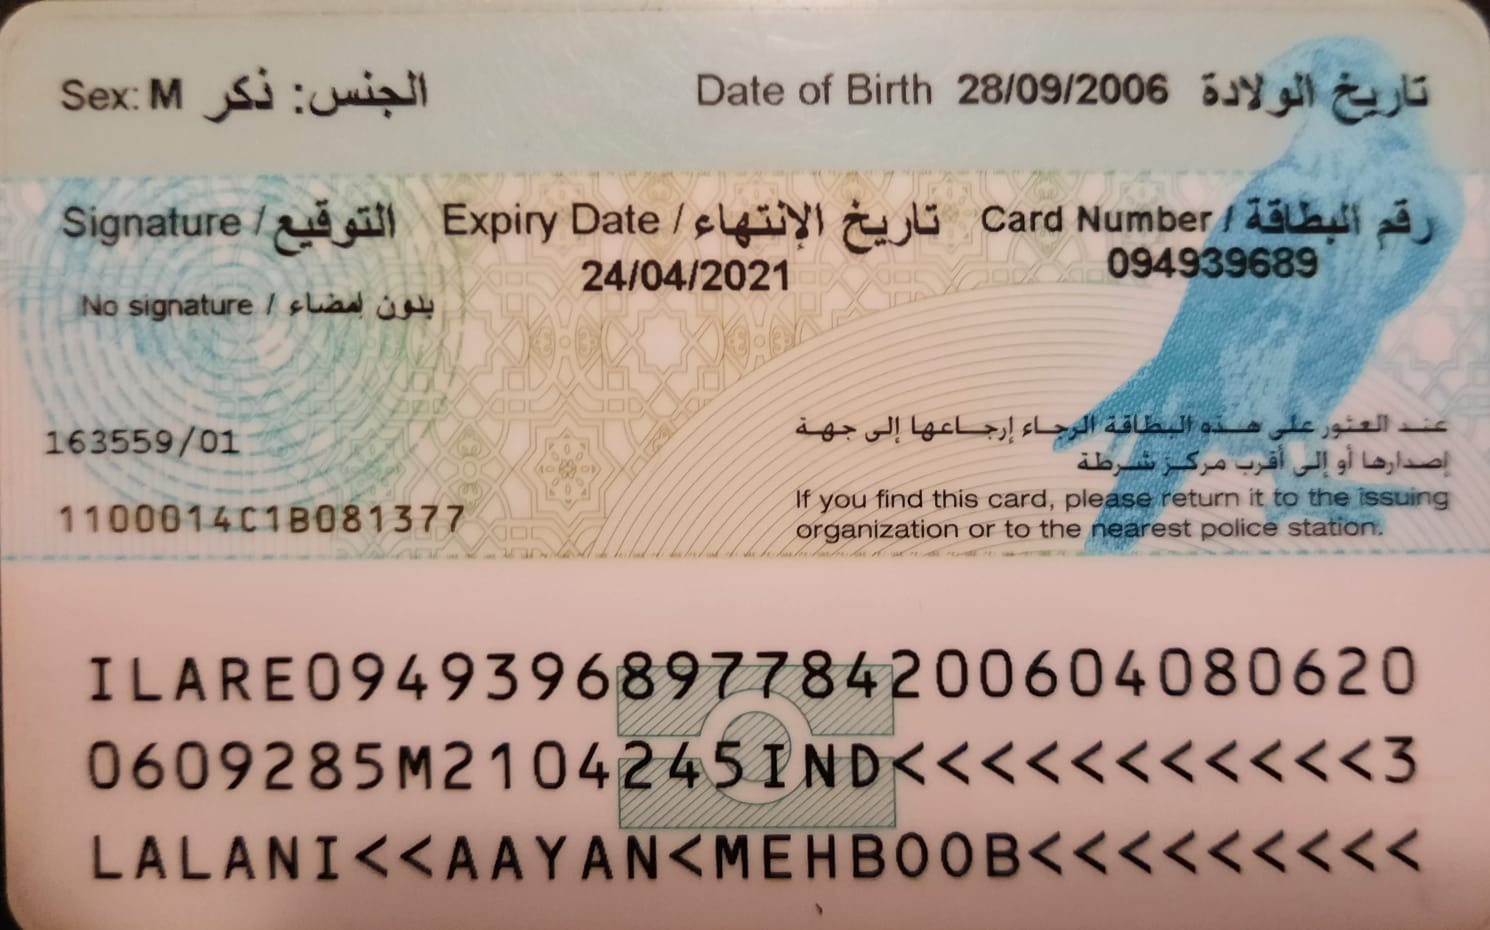 Sex: M الجنس: ذكر Date of Birth 28/09/2006 تاريخ الولادة
Signature / التوقيع Expiry Date / تاريخ الإنتهاء Card Number / رقم البطاقة
24/04/2021 094939689
No signature / بدون إمضاء
163559/01
1100014C1B081377
عند العثور على هذه البطاقة الرجاء إرجاعها إلى جهة
إصدارها أو إلى أقرب مركز شرطة
If you find this card, please return it to the issuing
organization or to the nearest police station.
ILARE0949396897784200604080620
0609285M2104245IND<<<<<<<<<<<3
LALANI<<AAYAN<MEHBOOB<<<<<<<<<